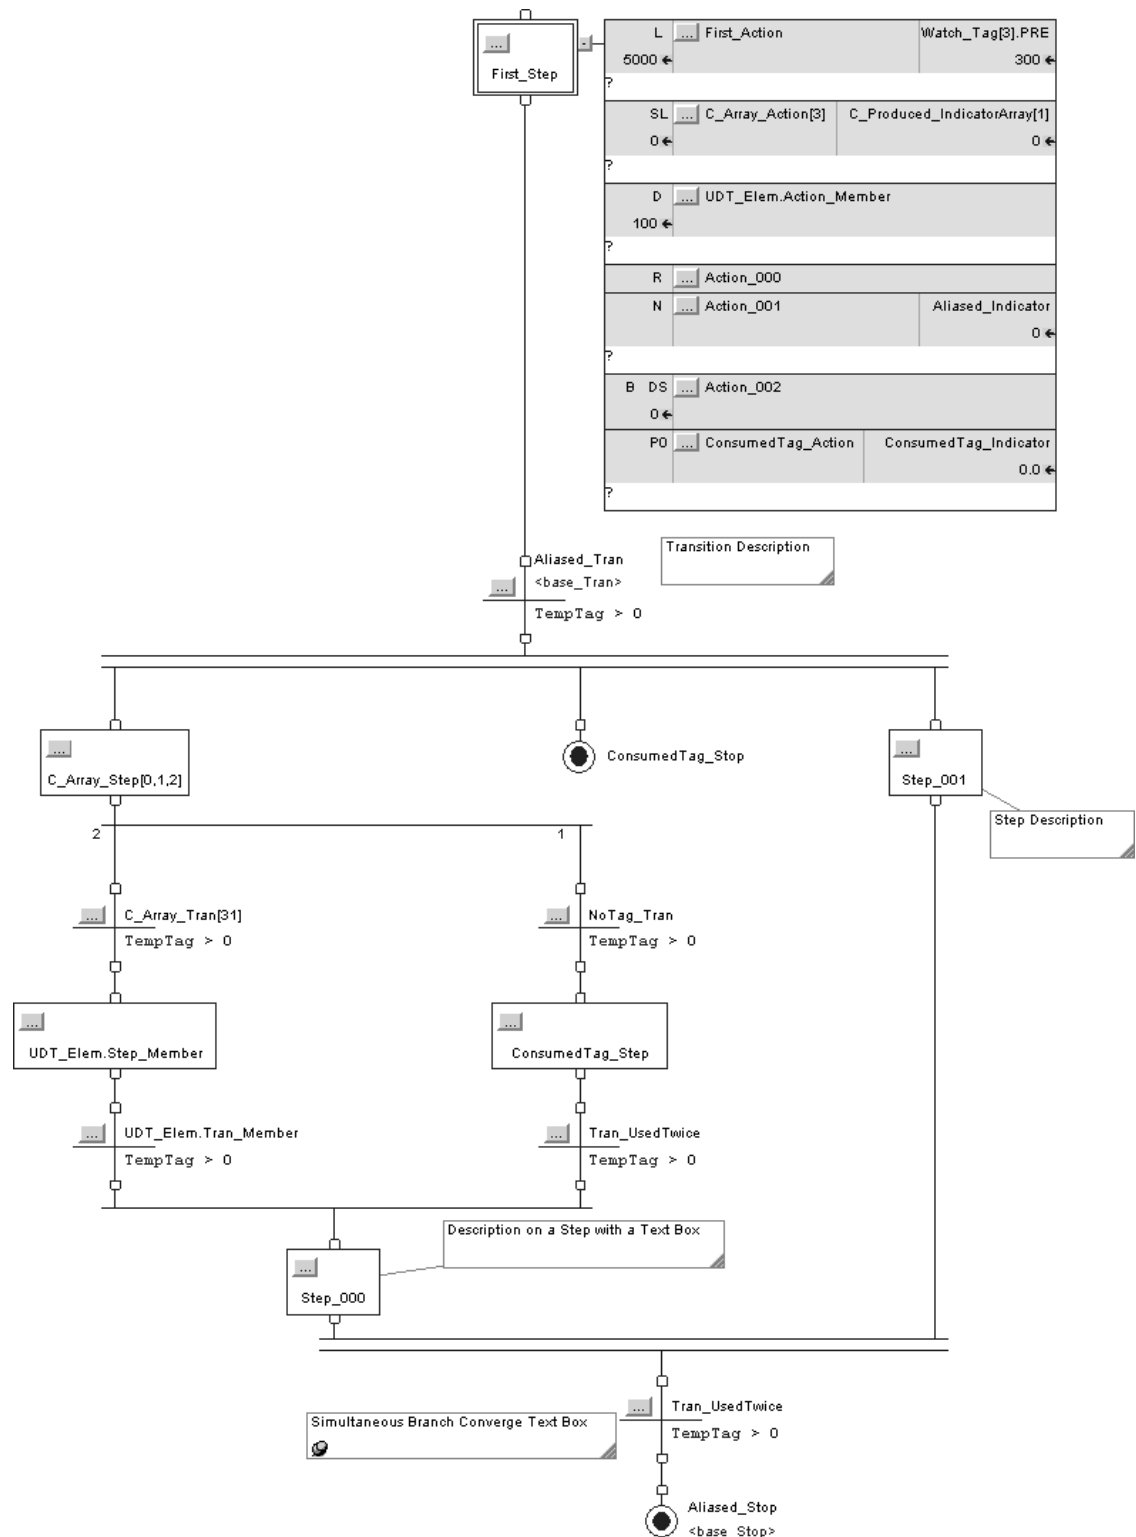 ...
First_Step
-
L ... First_Action Watch_Tag[3].PRE
5000 300
?
SL ... C_Array_Action[3] C_Produced_IndicatorArray[1]
0 0
?
D ... UDT_Elem.Action_Member
100
?
R ... Action_000
N ... Action_001 Aliased_Indicator
0
?
B DS ... Action_002
0
P0 ... ConsumedTag_Action ConsumedTag_Indicator
0.0
?
Aliased_Tran
... <base_Tran>
TempTag > 0
Transition Description
...
C_Array_Step[0,1,2]
ConsumedTag_Stop
...
Step_001
Step Description
2 1
... C_Array_Tran[31]
TempTag > 0
... NoTag_Tran
TempTag > 0
...
UDT_Elem.Step_Member
...
ConsumedTag_Step
... UDT_Elem.Tran_Member
TempTag > 0
... Tran_UsedTwice
TempTag > 0
Description on a Step with a Text Box
...
Step_000
... Tran_UsedTwice
TempTag > 0
Simultaneous Branch Converge Text Box
Aliased_Stop
<base_Stop>